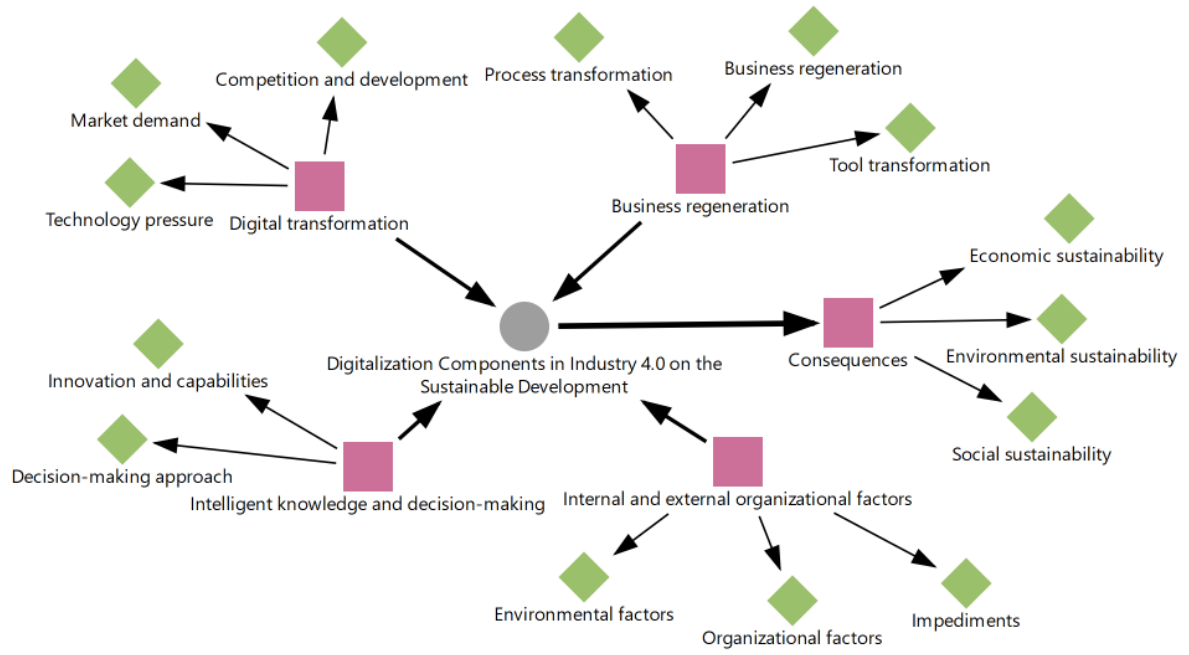 Competition and development
Market demand
Technology pressure
Digital transformation
Process transformation
Business regeneration
Tool transformation
Business regeneration
Economic sustainability
Environmental sustainability
Consequences
Social sustainability
Digitalization Components in Industry 4.0 on the
Sustainable Development
Innovation and capabilities
Decision-making approach
Intelligent knowledge and decision-making
Internal and external organizational factors
Environmental factors
Organizational factors
Impediments